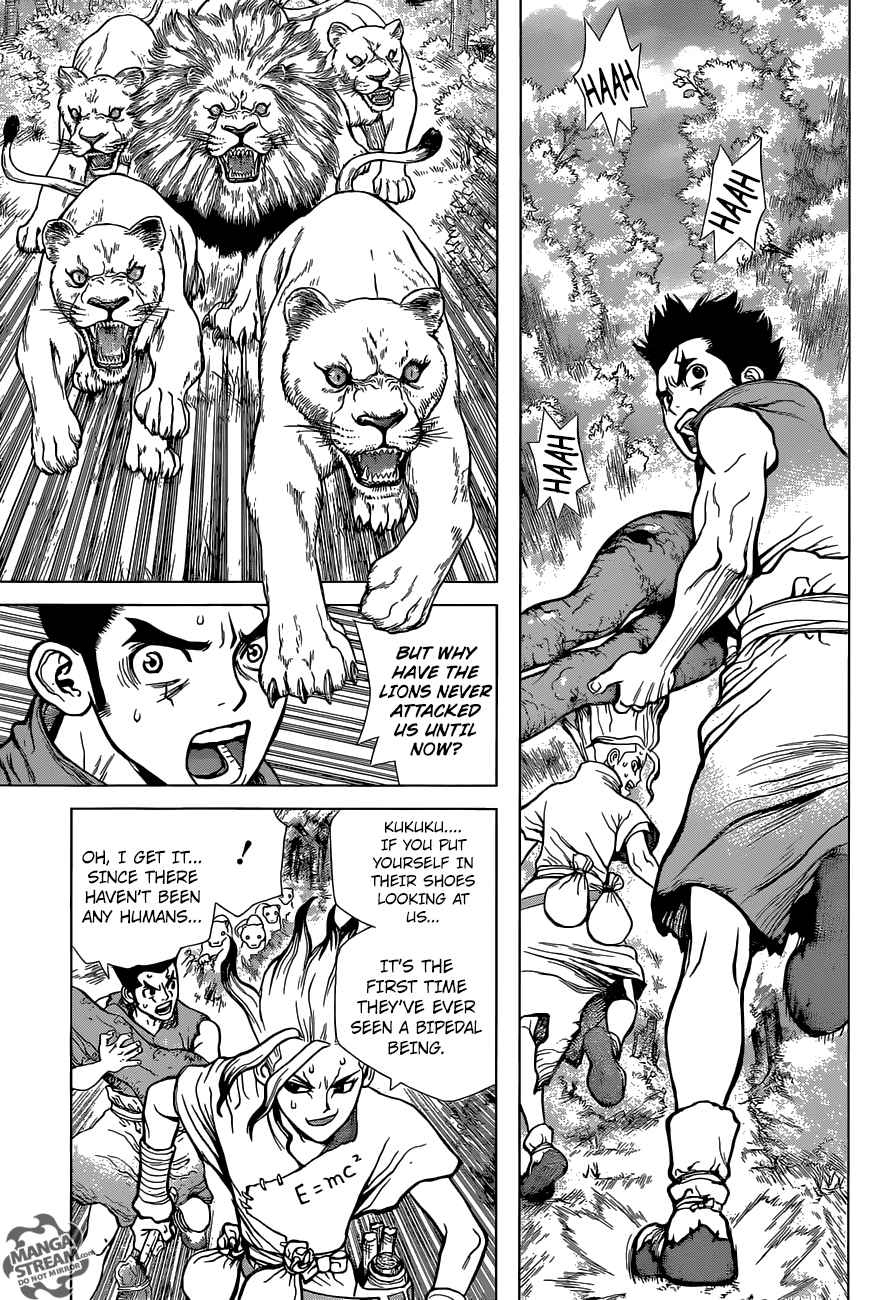 HAAH
HAAH
HAAH
BUT WHY
HAVE THE
LIONS NEVER
ATTACKED
US UNTIL
NOW?
KUKUKU....
IF YOU PUT
YOURSELF IN
THEIR SHOES
LOOKING AT
US...
IT'S THE
FIRST TIME
THEY'VE EVER
SEEN A BIPEDAL
BEING.
!
OH, I GET IT...
SINCE THERE
HAVEN'T BEEN
ANY HUMANS...
E=mc²
MANGA
STREAM.com
DO NOT MIRROR